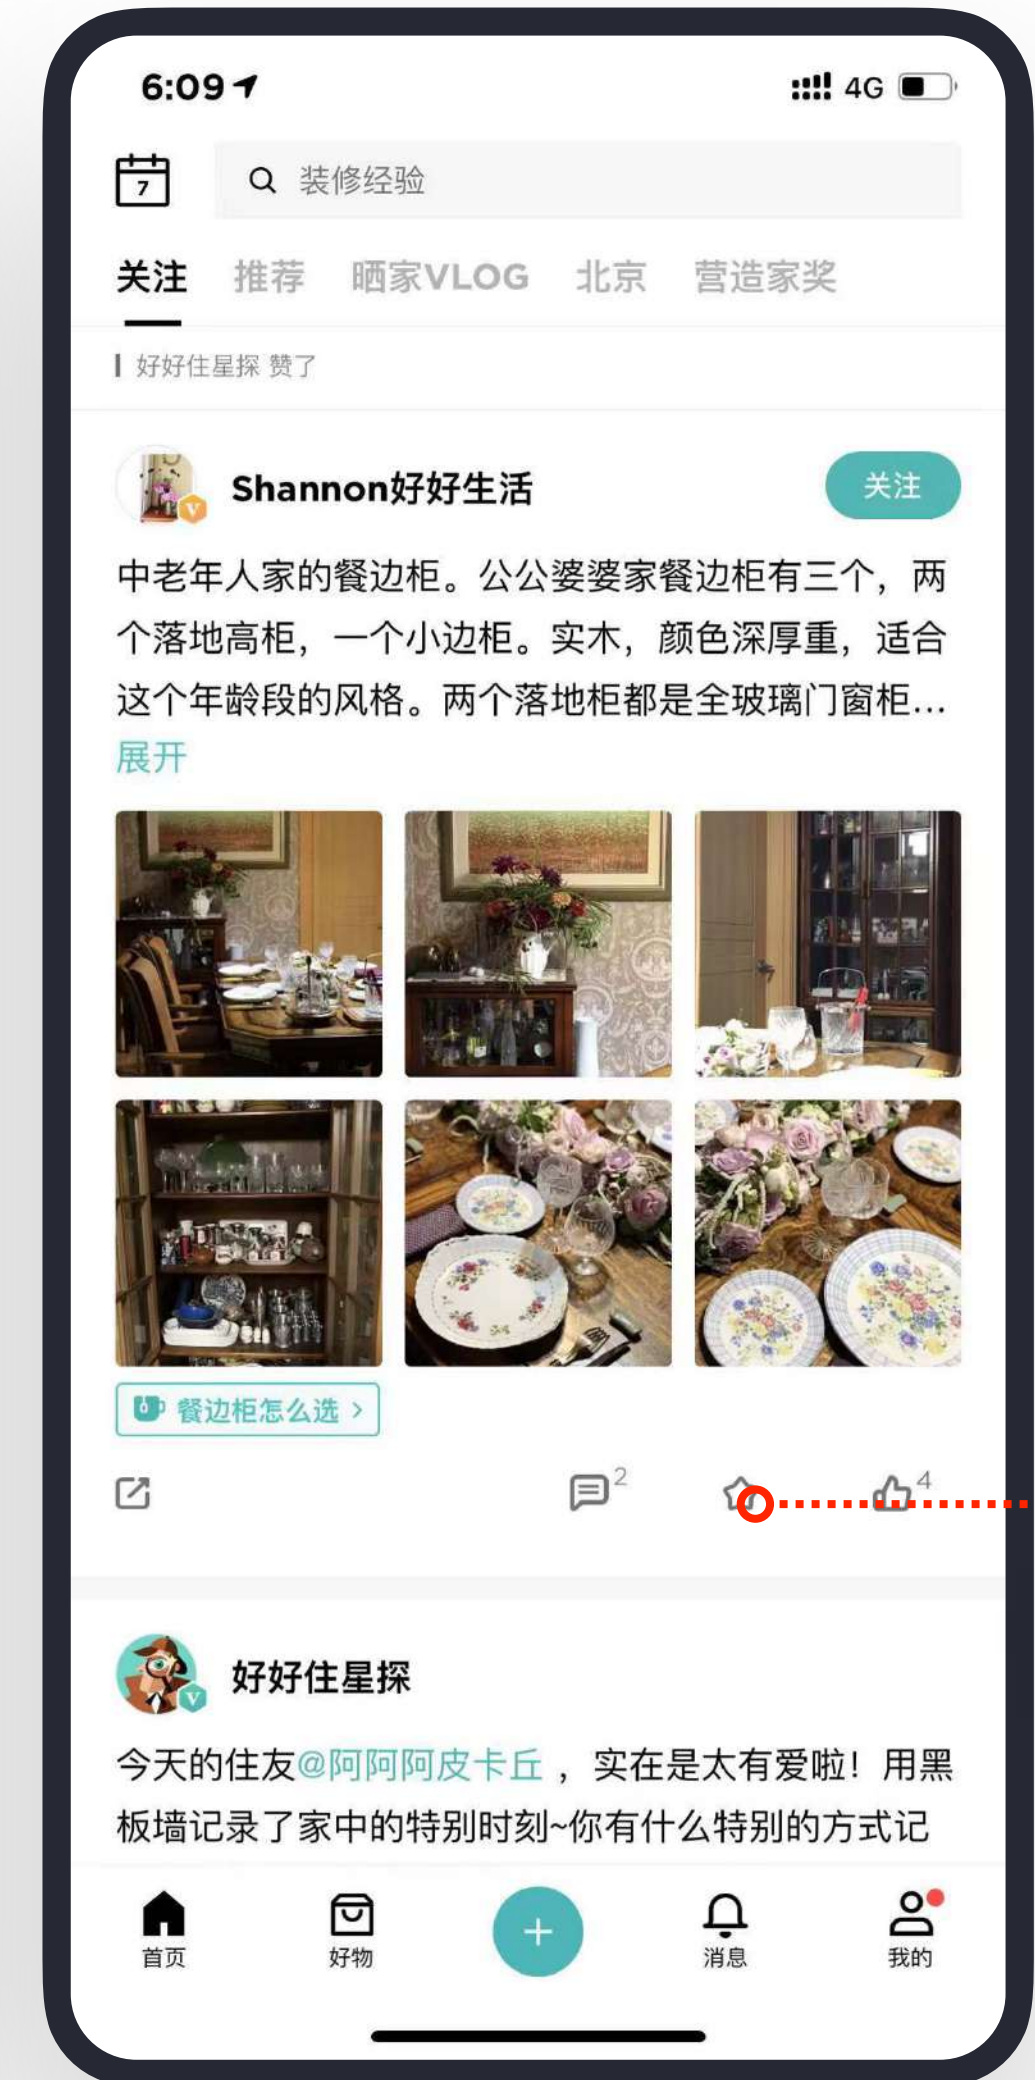 6:09
4G
7
装修经验
关注 推荐 晒家VLOG 北京 营造家奖
好好住星探 赞了
Shannon好好生活
关注
中老年人家的餐边柜。公公婆婆家餐边柜有三个，两
个落地高柜，一个小边柜。实木，颜色深厚重，适合
这个年龄段的风格。两个落地柜都是全玻璃门窗柜...
展开
餐边柜怎么选 >
2
4
好好住星探
今天的住友@阿阿阿皮卡丘 ，实在是太有爱啦！用黑
板墙记录了家中的特别时刻~你有什么特别的方式记
首页 好物 消息 我的